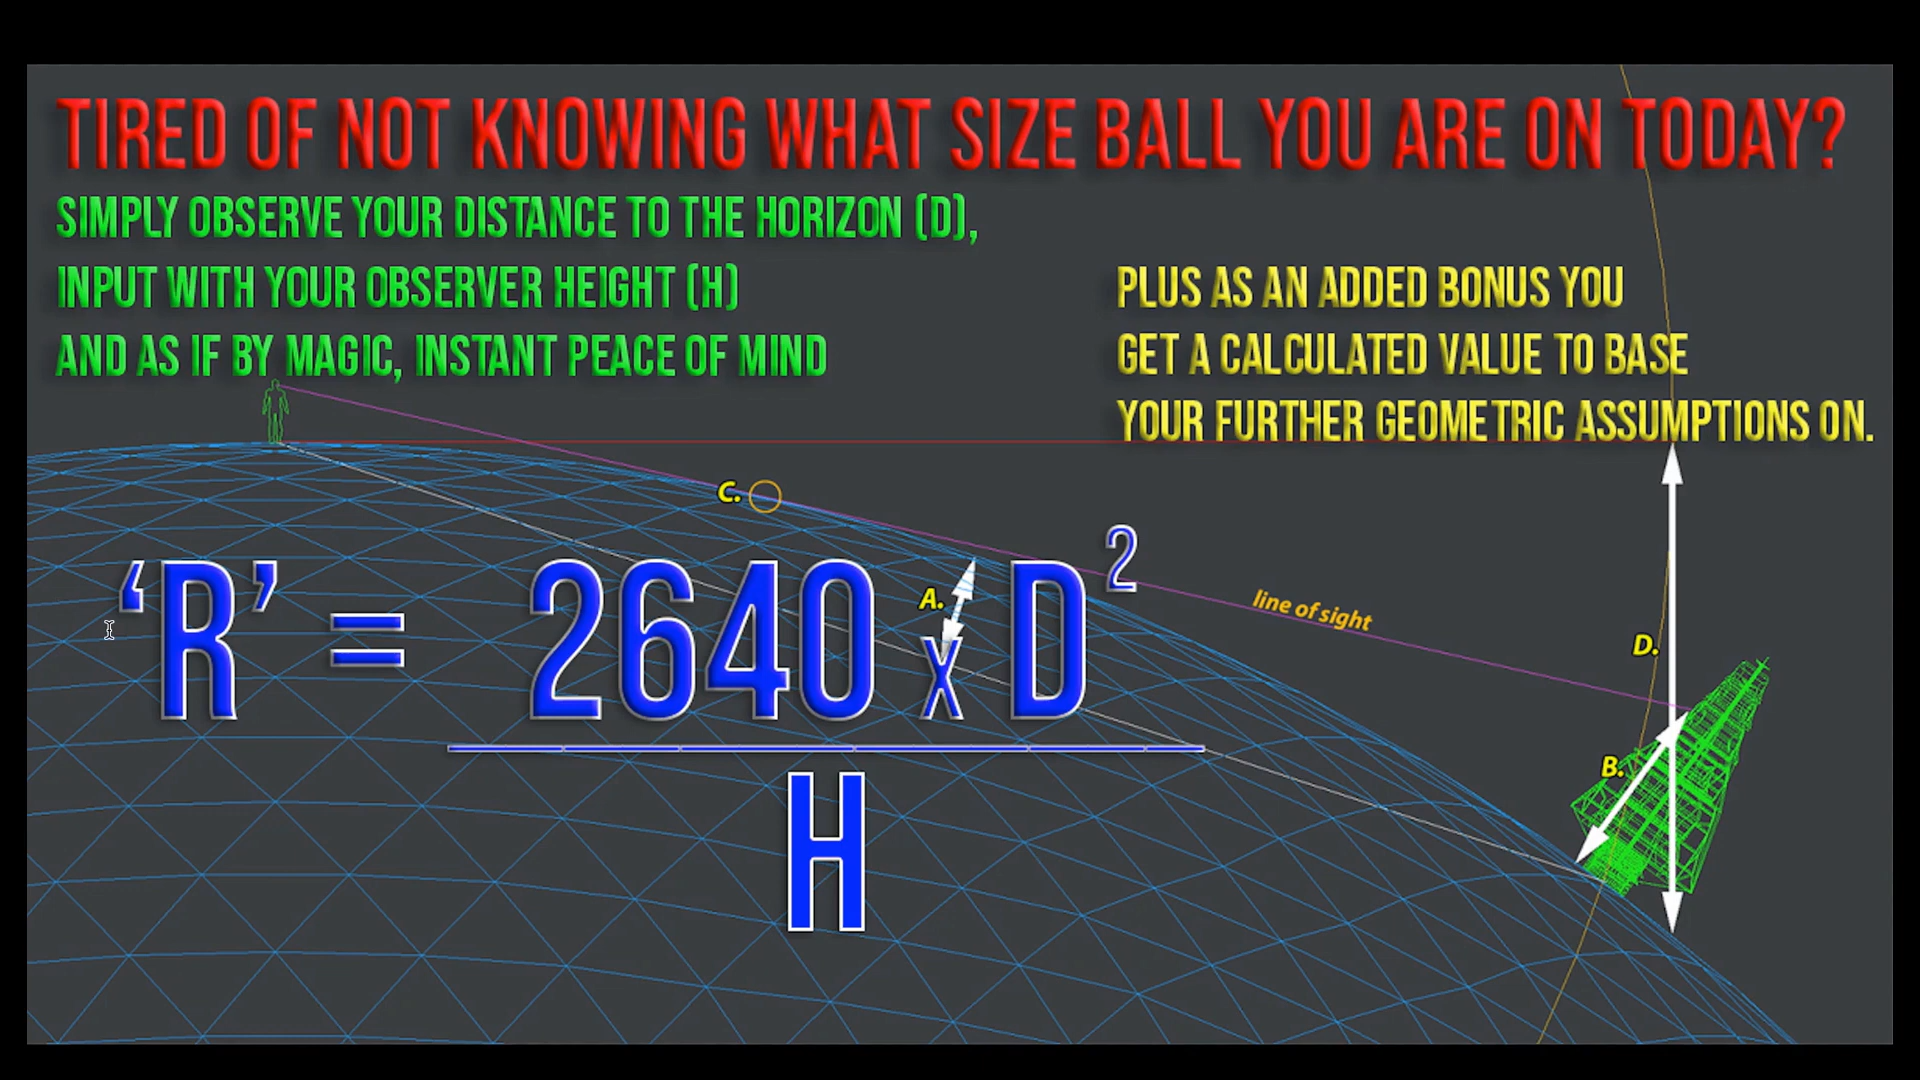 TIRED OF NOT KNOWING WHAT SIZE BALL YOU ARE ON TODAY?
SIMPLY OBSERVE YOUR DISTANCE TO THE HORIZON (D),
INPUT WITH YOUR OBSERVER HEIGHT (H)
AND AS IF BY MAGIC, INSTANT PEACE OF MIND
PLUS AS AN ADDED BONUS YOU
GET A CALCULATED VALUE TO BASE
YOUR FURTHER GEOMETRIC ASSUMPTIONS ON.
C.
A.
line of sight
D.
B.
‘R’ = 2640 x D²
H